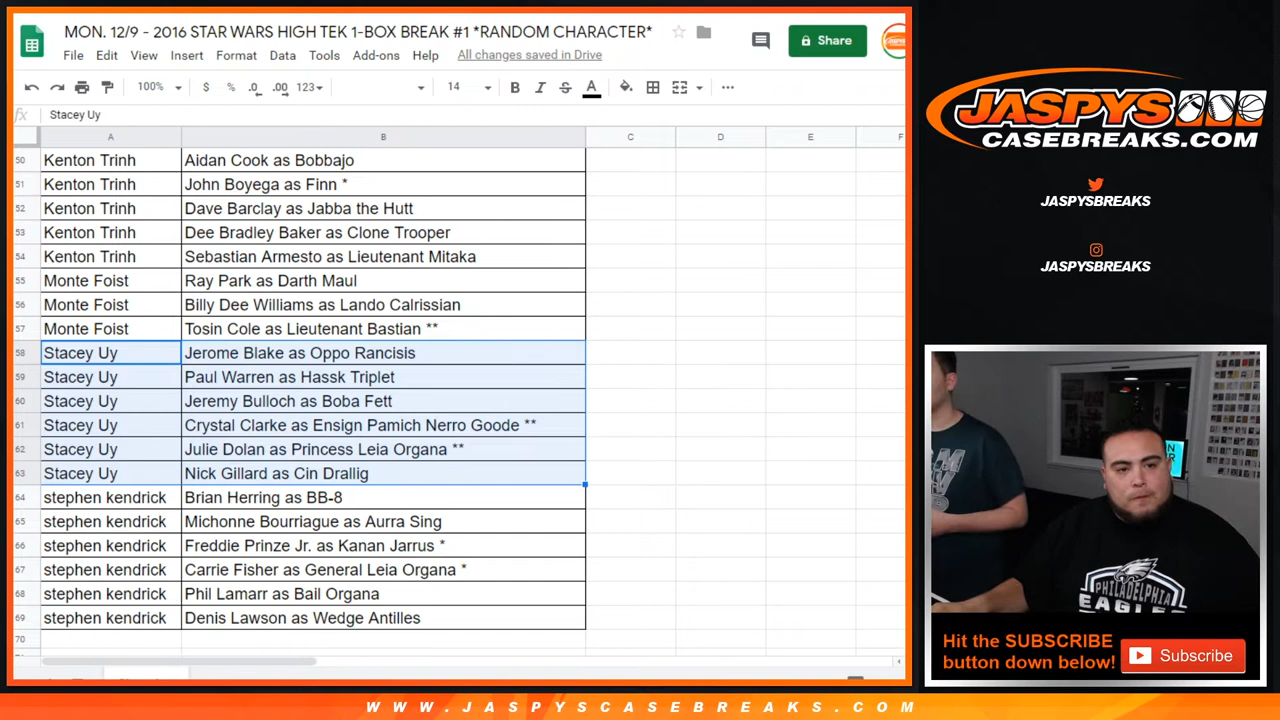 MON. 12/9 - 2016 STAR WARS HIGH TEK 1-BOX BREAK #1 *RANDOM CHARACTER*
File Edit View Insert Format Data Tools Add-ons Help All changes saved in Drive
Share
100% $ % .0 .00 123 14 B I S A
fx Stacey Uy
A B C D E F
50 Kenton Trinh Aidan Cook as Bobbajo
51 Kenton Trinh John Boyega as Finn *
52 Kenton Trinh Dave Barclay as Jabba the Hutt
53 Kenton Trinh Dee Bradley Baker as Clone Trooper
54 Kenton Trinh Sebastian Armesto as Lieutenant Mitaka
55 Monte Foist Ray Park as Darth Maul
56 Monte Foist Billy Dee Williams as Lando Calrissian
57 Monte Foist Tosin Cole as Lieutenant Bastian **
58 Stacey Uy Jerome Blake as Oppo Rancisis
59 Stacey Uy Paul Warren as Hassk Triplet
60 Stacey Uy Jeremy Bulloch as Boba Fett
61 Stacey Uy Crystal Clarke as Ensign Pamich Nerro Goode **
62 Stacey Uy Julie Dolan as Princess Leia Organa **
63 Stacey Uy Nick Gillard as Cin Drallig
64 stephen kendrick Brian Herring as BB-8
65 stephen kendrick Michonne Bourriague as Aurra Sing
66 stephen kendrick Freddie Prinze Jr. as Kanan Jarrus *
67 stephen kendrick Carrie Fisher as General Leia Organa *
68 stephen kendrick Phil Lamarr as Bail Organa
69 stephen kendrick Denis Lawson as Wedge Antilles
70
JASPYS
CASEBREAKS.COM
JASPYSBREAKS
JASPYSBREAKS
PHILADELPHIA
EAGLES
Hit the SUBSCRIBE
button down below!
Subscribe
WWW.JASPYSCASEBREAKS.COM